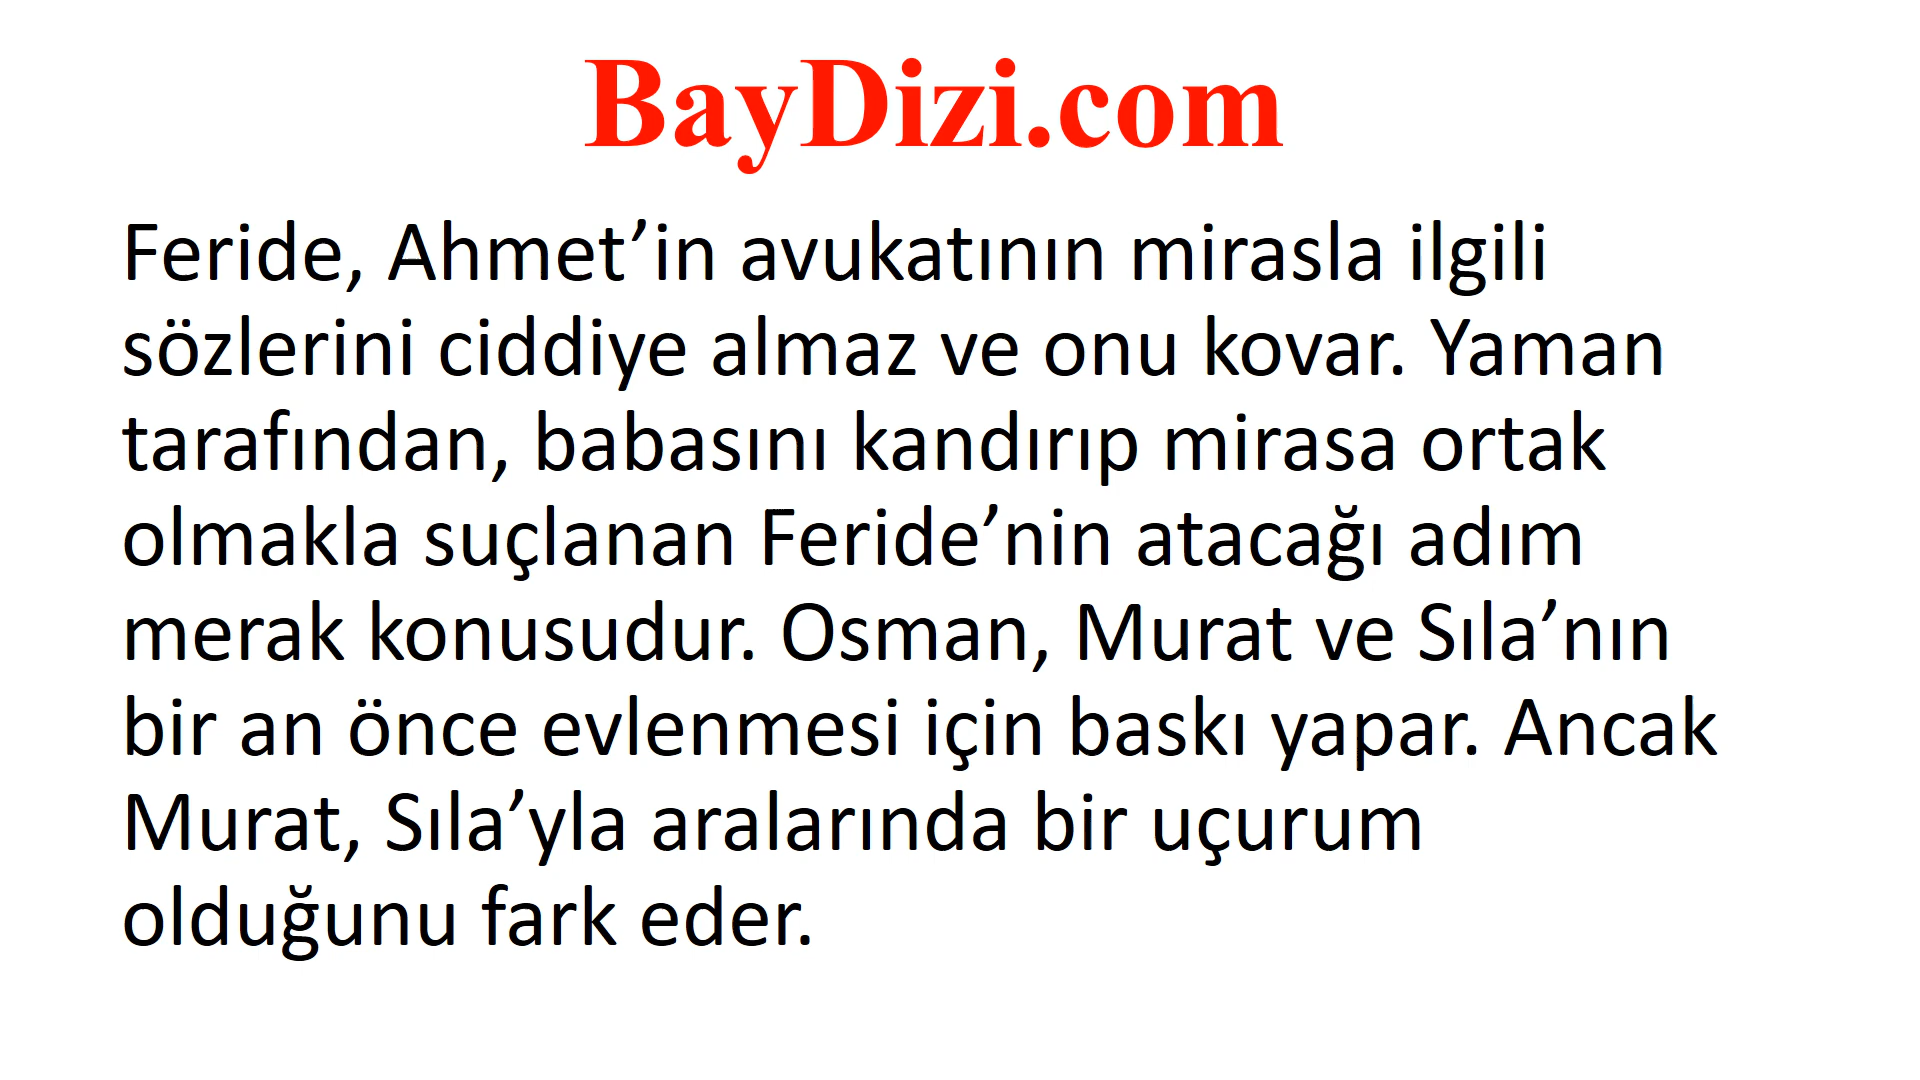 BayDizi.com
Feride, Ahmet’in avukatının mirasla ilgili
sözlerini ciddiye almaz ve onu kovar. Yaman
tarafından, babasını kandırıp mirasa ortak
olmakla suçlanan Feride’nin atacağı adım
merak konusudur. Osman, Murat ve Sıla’nın
bir an önce evlenmesi için baskı yapar. Ancak
Murat, Sıla’yla aralarında bir uçurum
olduğunu fark eder.